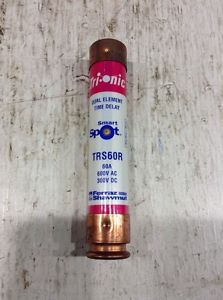 Tri-onic
DUAL ELEMENT
TIME DELAY
Smart
Spot
TRS60R
60A
600V AC
300V DC
Ferraz
Shawmut